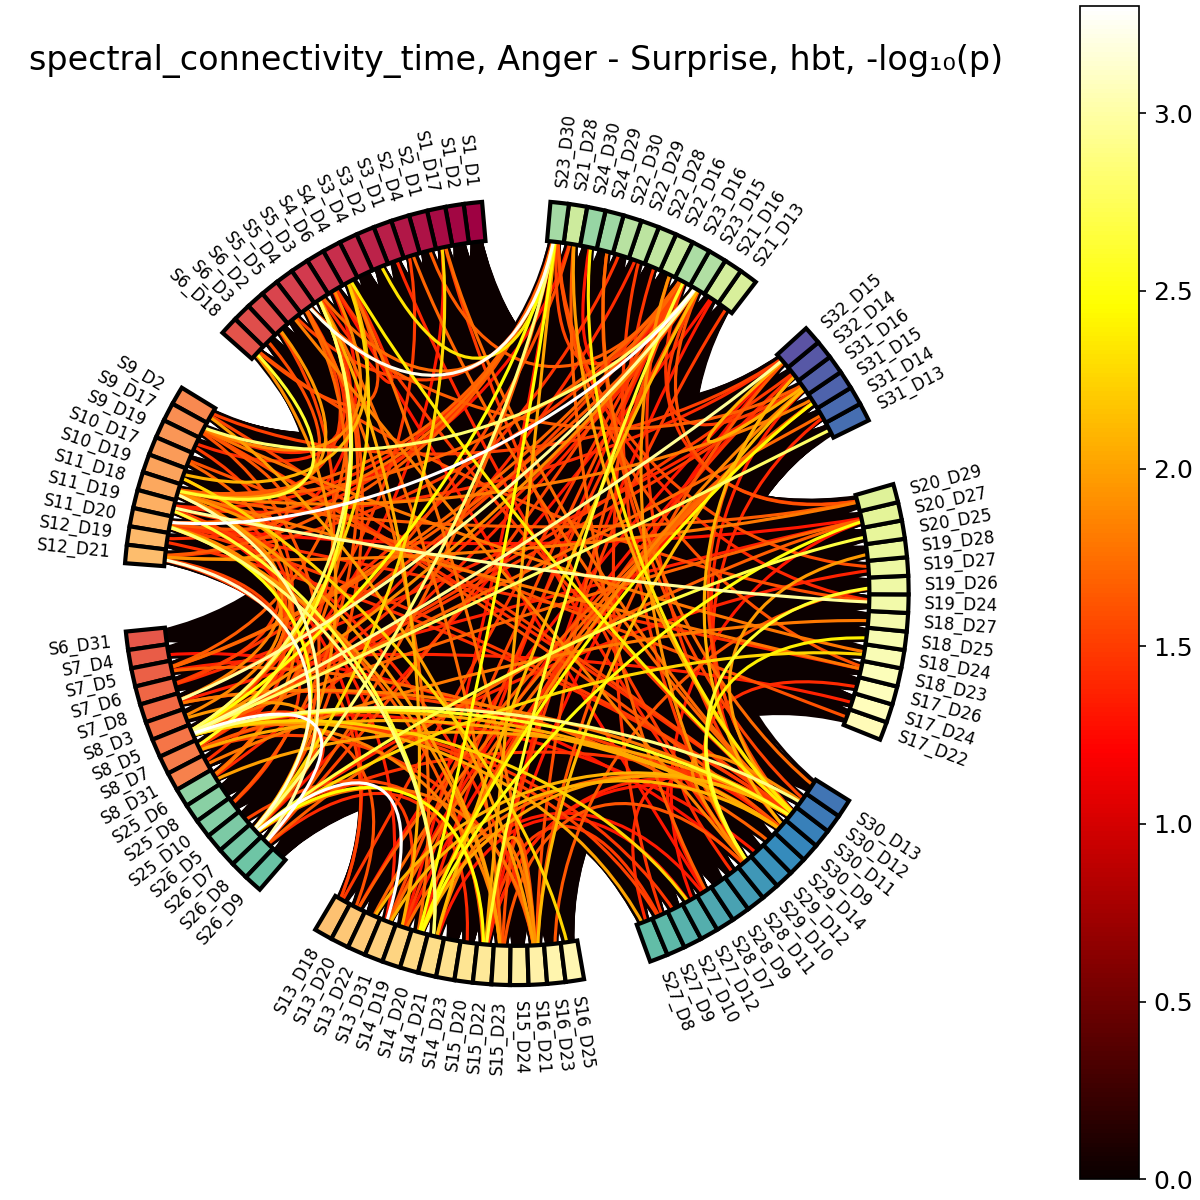 spectral_connectivity_time, Anger - Surprise, hbt, -log₁₀(p)
S1_D1
S1_D2
S1_D17
S2_D1
S2_D4
S3_D1
S3_D2
S3_D4
S4_D4
S4_D6
S5_D3
S5_D4
S5_D5
S6_D2
S6_D3
S6_D18
S9_D2
S9_D17
S9_D19
S10_D17
S10_D19
S11_D18
S11_D19
S11_D20
S12_D19
S12_D21
S6_D31
S7_D4
S7_D5
S7_D6
S7_D8
S8_D3
S8_D5
S8_D7
S8_D31
S25_D6
S25_D8
S25_D10
S26_D5
S26_D7
S26_D8
S26_D9
S13_D18
S13_D20
S13_D22
S13_D31
S14_D19
S14_D20
S14_D21
S14_D23
S15_D20
S15_D22
S15_D23
S15_D24
S16_D21
S16_D23
S16_D25
S27_D8
S27_D9
S27_D10
S27_D12
S28_D7
S28_D9
S28_D11
S29_D10
S29_D12
S29_D14
S30_D9
S30_D11
S30_D12
S30_D13
S17_D22
S17_D24
S17_D26
S18_D23
S18_D24
S18_D25
S18_D27
S19_D24
S19_D26
S19_D27
S19_D28
S20_D25
S20_D27
S20_D29
S31_D13
S31_D14
S31_D15
S31_D16
S32_D14
S32_D15
S21_D13
S21_D16
S23_D15
S23_D16
S22_D16
S22_D28
S22_D29
S22_D30
S24_D29
S24_D30
S21_D28
S23_D30
3.0
2.5
2.0
1.5
1.0
0.5
0.0